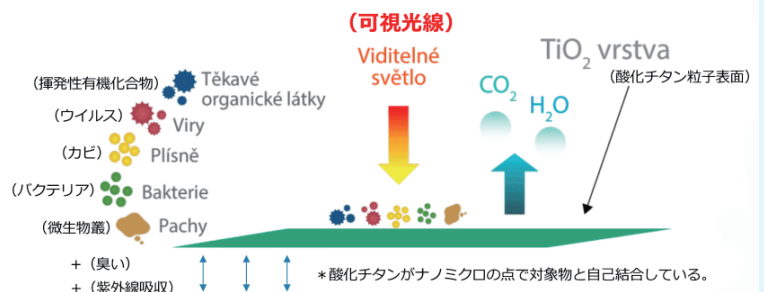 （可視光線）
Viditelné
světlo
TiO₂ vrstva
（酸化チタン粒子表面）
CO₂
H₂O
（揮発性有機化合物）
Těkavé
organické látky
（ウイルス）
Viry
（カビ）
Plísně
（バクテリア）
Bakterie
（微生物叢）
Pachy
+（臭い）
+（紫外線吸収）
＊酸化チタンがナノミクロの点で対象物と自己結合している。